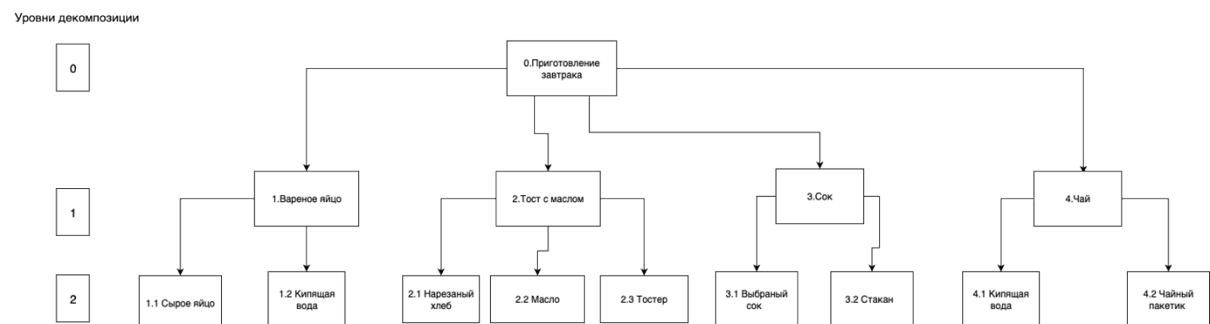 Уровни декомпозиции
0
0.Приготовление
завтрака
1
1.Вареное яйцо
2.Тост с маслом
3.Сок
4.Чай
2
1.1 Сырое яйцо
1.2 Кипящая
вода
2.1 Нарезаный
хлеб
2.2 Масло
2.3 Тостер
3.1 Выбраный
сок
3.2 Стакан
4.1 Кипящая
вода
4.2 Чайный
пакетик